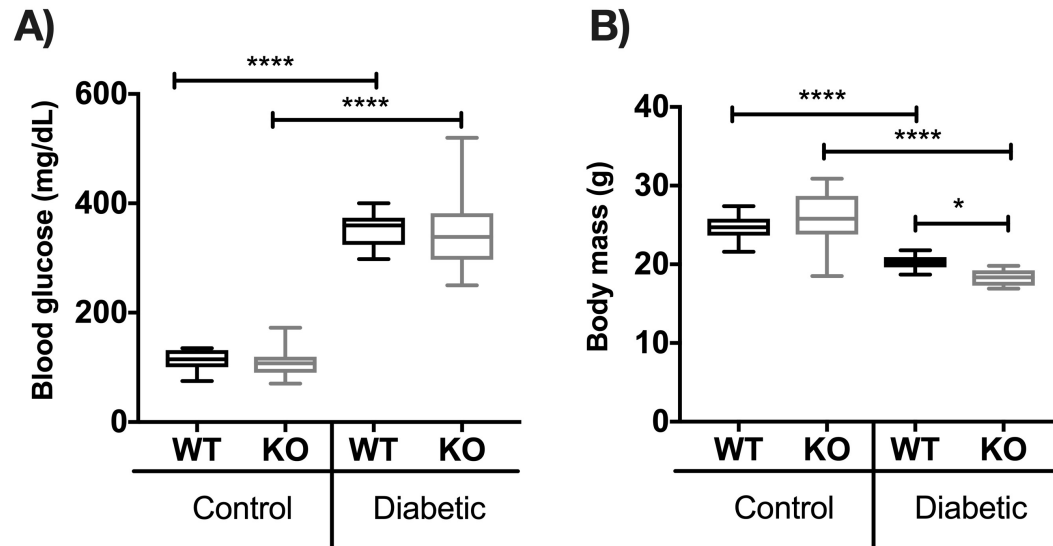 A)
Blood glucose (mg/dL)
600
400
200
0
****
****
WT KO WT KO
Control Diabetic
B)
Body mass (g)
40
30
20
10
0
****
****
*
WT KO WT KO
Control Diabetic